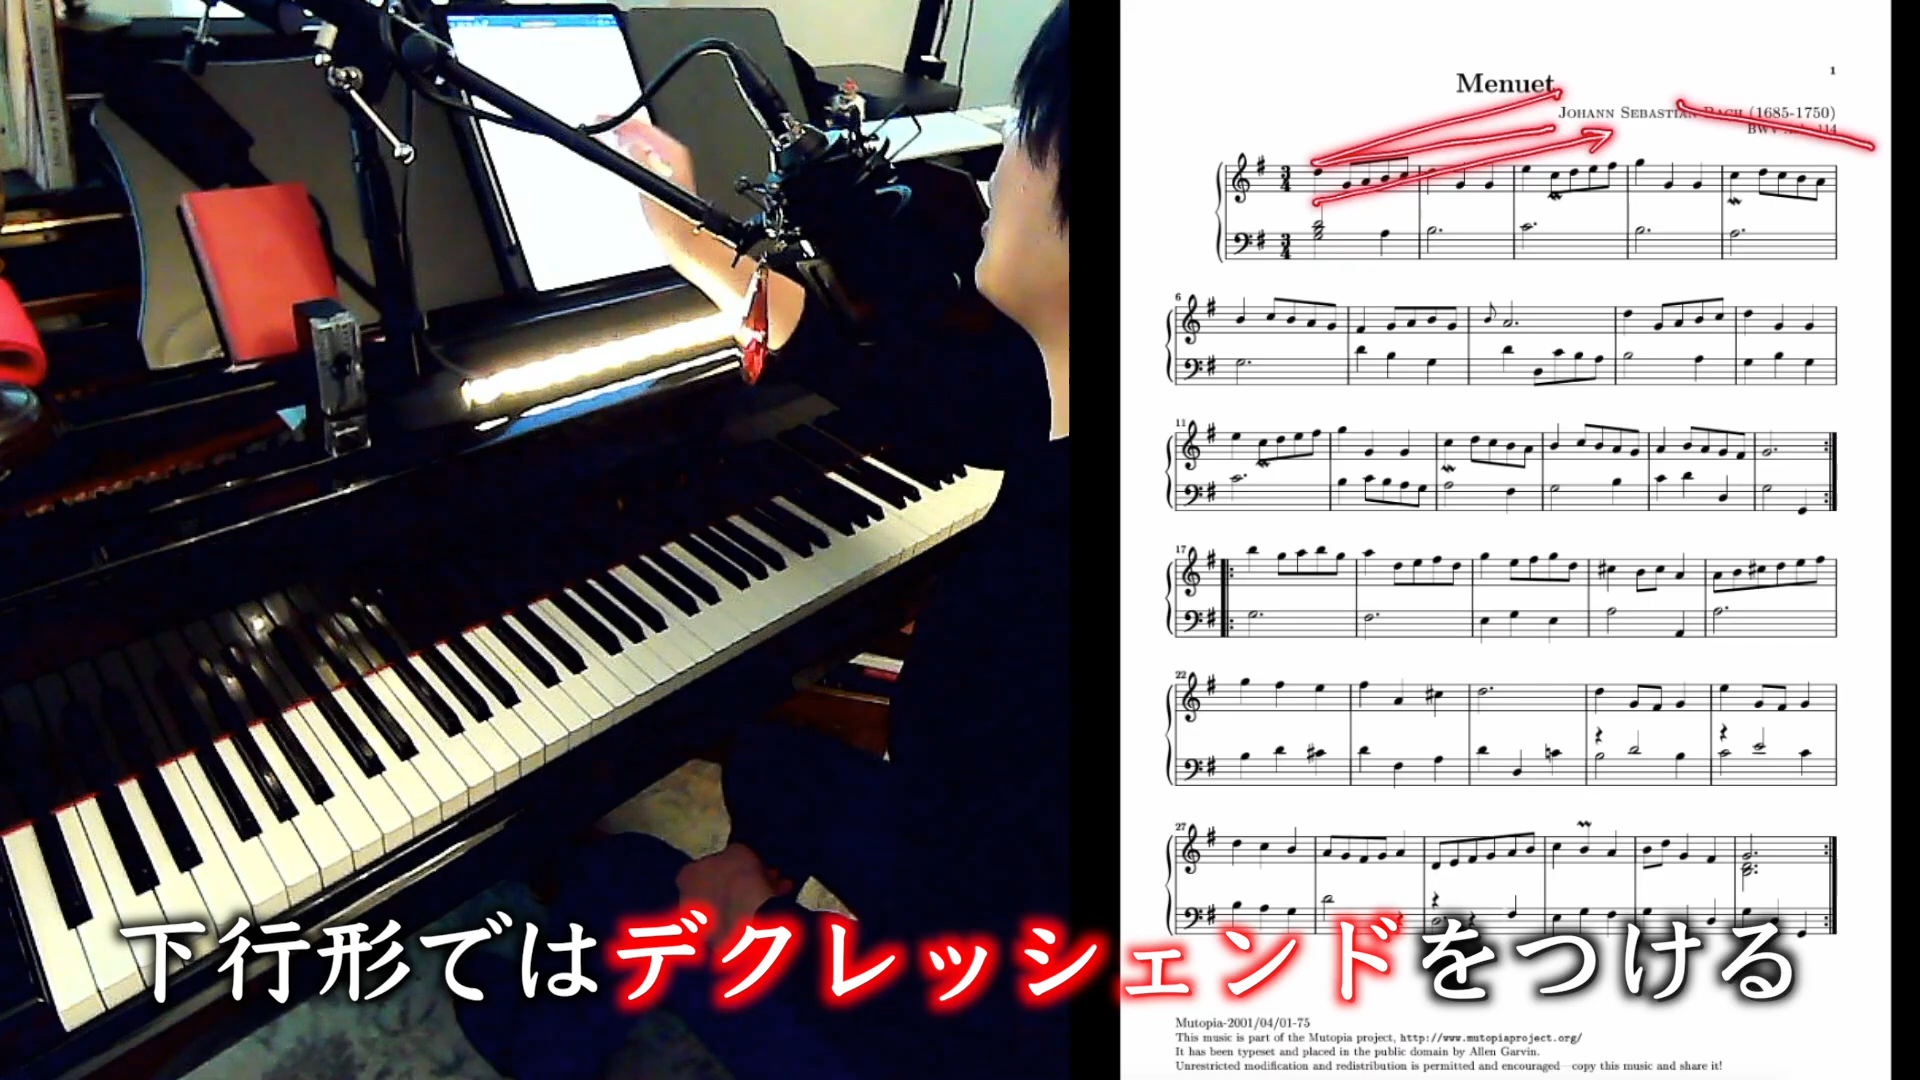 1
Menuet
JOHANN SEBASTIAN BACH (1685-1750)
6
11
17
22
27
下行形ではデクレッシェンドをつける
Mutopia-2001/04/01-75
This music is part of the Mutopia project, http://www.mutopiaproject.org/
It has been typeset and placed in the public domain by Allen Garvin.
Unrestricted modification and redistribution is permitted and encouraged—copy this music and share it!